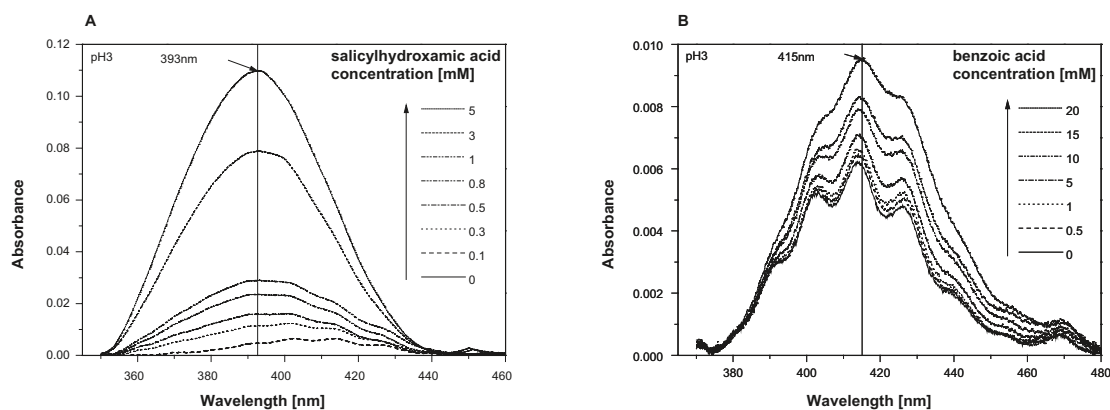 A
0.12
0.10
0.08
0.06
0.04
0.02
0.00
Absorbance
pH3
393nm
salicylhydroxamic acid
concentration [mM]
5
3
1
0.8
0.5
0.3
0.1
0
360
380
400
420
440
460
Wavelength [nm]
B
0.010
0.008
0.006
0.004
0.002
0.000
Absorbance
pH3
415nm
benzoic acid
concentration [mM]
20
15
10
5
1
0.5
0
380
400
420
440
460
480
Wavelength [nm]